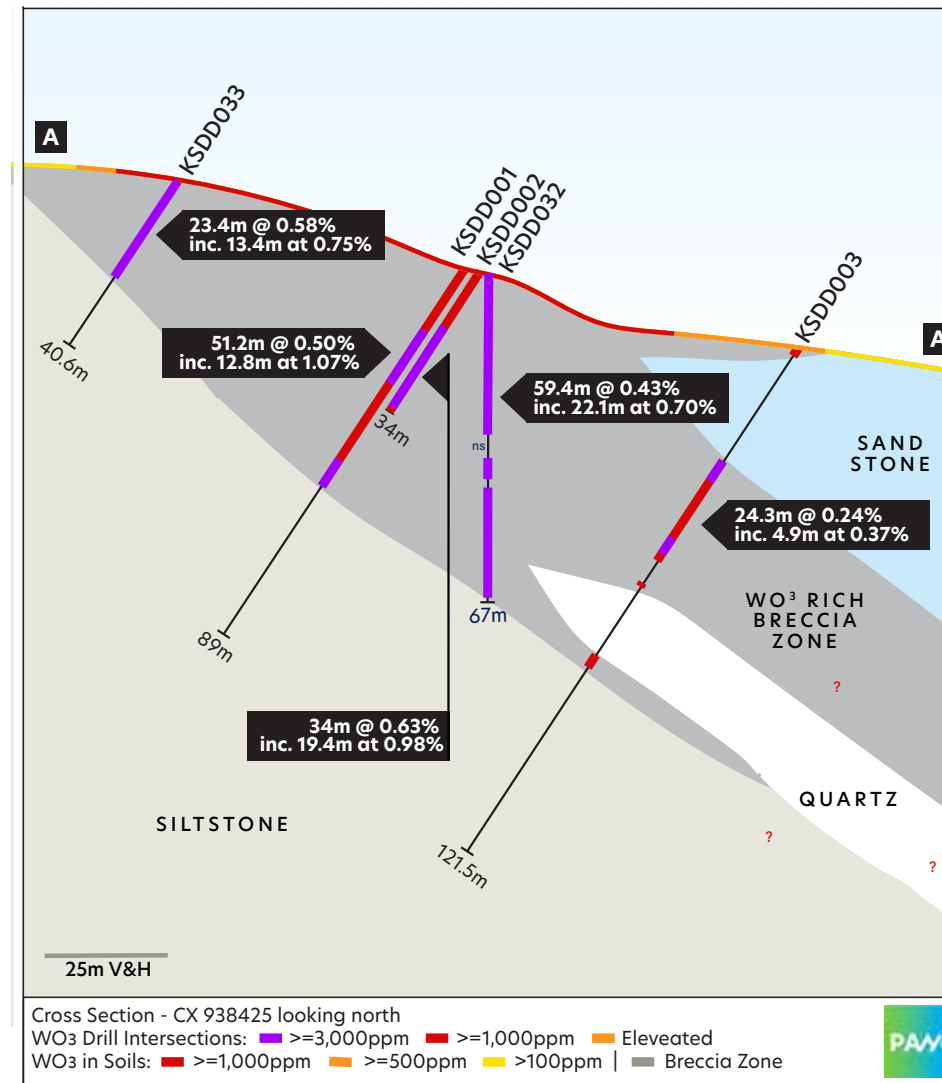 A
KSDD033
KSDD001
KSDD002
KSDD032
KSDD003
A
23.4m @ 0.58%
inc. 13.4m at 0.75%
40.6m
51.2m @ 0.50%
inc. 12.8m at 1.07%
34m
ns
59.4m @ 0.43%
inc. 22.1m at 0.70%
SAND
STONE
24.3m @ 0.24%
inc. 4.9m at 0.37%
WO³ RICH
BRECCIA
ZONE
67m
89m
?
34m @ 0.63%
inc. 19.4m at 0.98%
QUARTZ
SILTSTONE
?
?
121.5m
25m V&H
Cross Section - CX 938425 looking north
WO3 Drill Intersections: >=3,000ppm >=1,000ppm Eleveated
WO3 in Soils: >=1,000ppm >=500ppm >100ppm | Breccia Zone